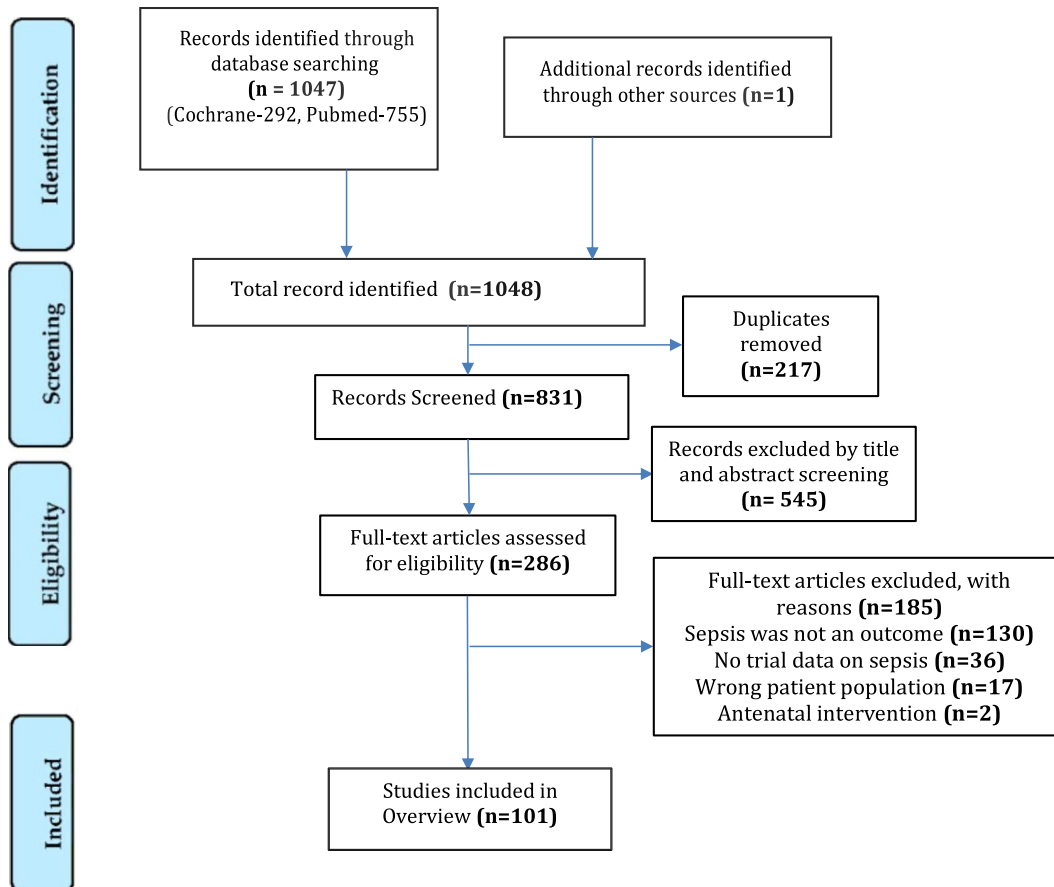 Identification
Records identified through
database searching
(n = 1047)
(Cochrane-292, Pubmed-755)
Additional records identified
through other sources (n=1)
Screening
Total record identified (n=1048)
Duplicates
removed
(n=217)
Records Screened (n=831)
Records excluded by title
and abstract screening
(n= 545)
Eligibility
Full-text articles assessed
for eligibility (n=286)
Full-text articles excluded, with
reasons (n=185)
Sepsis was not an outcome (n=130)
No trial data on sepsis (n=36)
Wrong patient population (n=17)
Antenatal intervention (n=2)
Included
Studies included in
Overview (n=101)